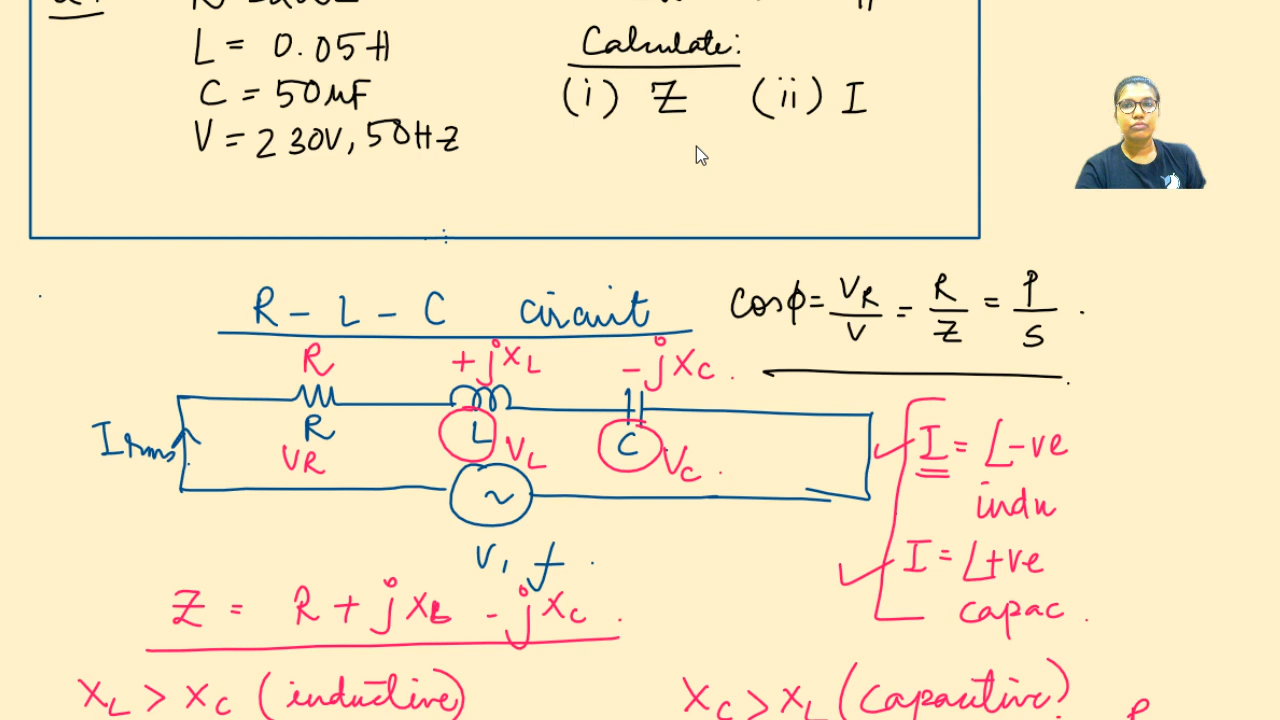 L = 0.05H
C = 50μF
V = 230V, 50Hz
Calculate:
(i) Z (ii) I
R - L - C circuit
cosφ = VR/V = R/Z = P/S .
R +jXL -jXC .
R L C
VR VL VC .
Irms
V, f .
I = ∠-ve
indu
I = ∠+ve
capac .
Z = R + jXL - jXC .
XL > XC (inductive)
XC > XL (capacitive)